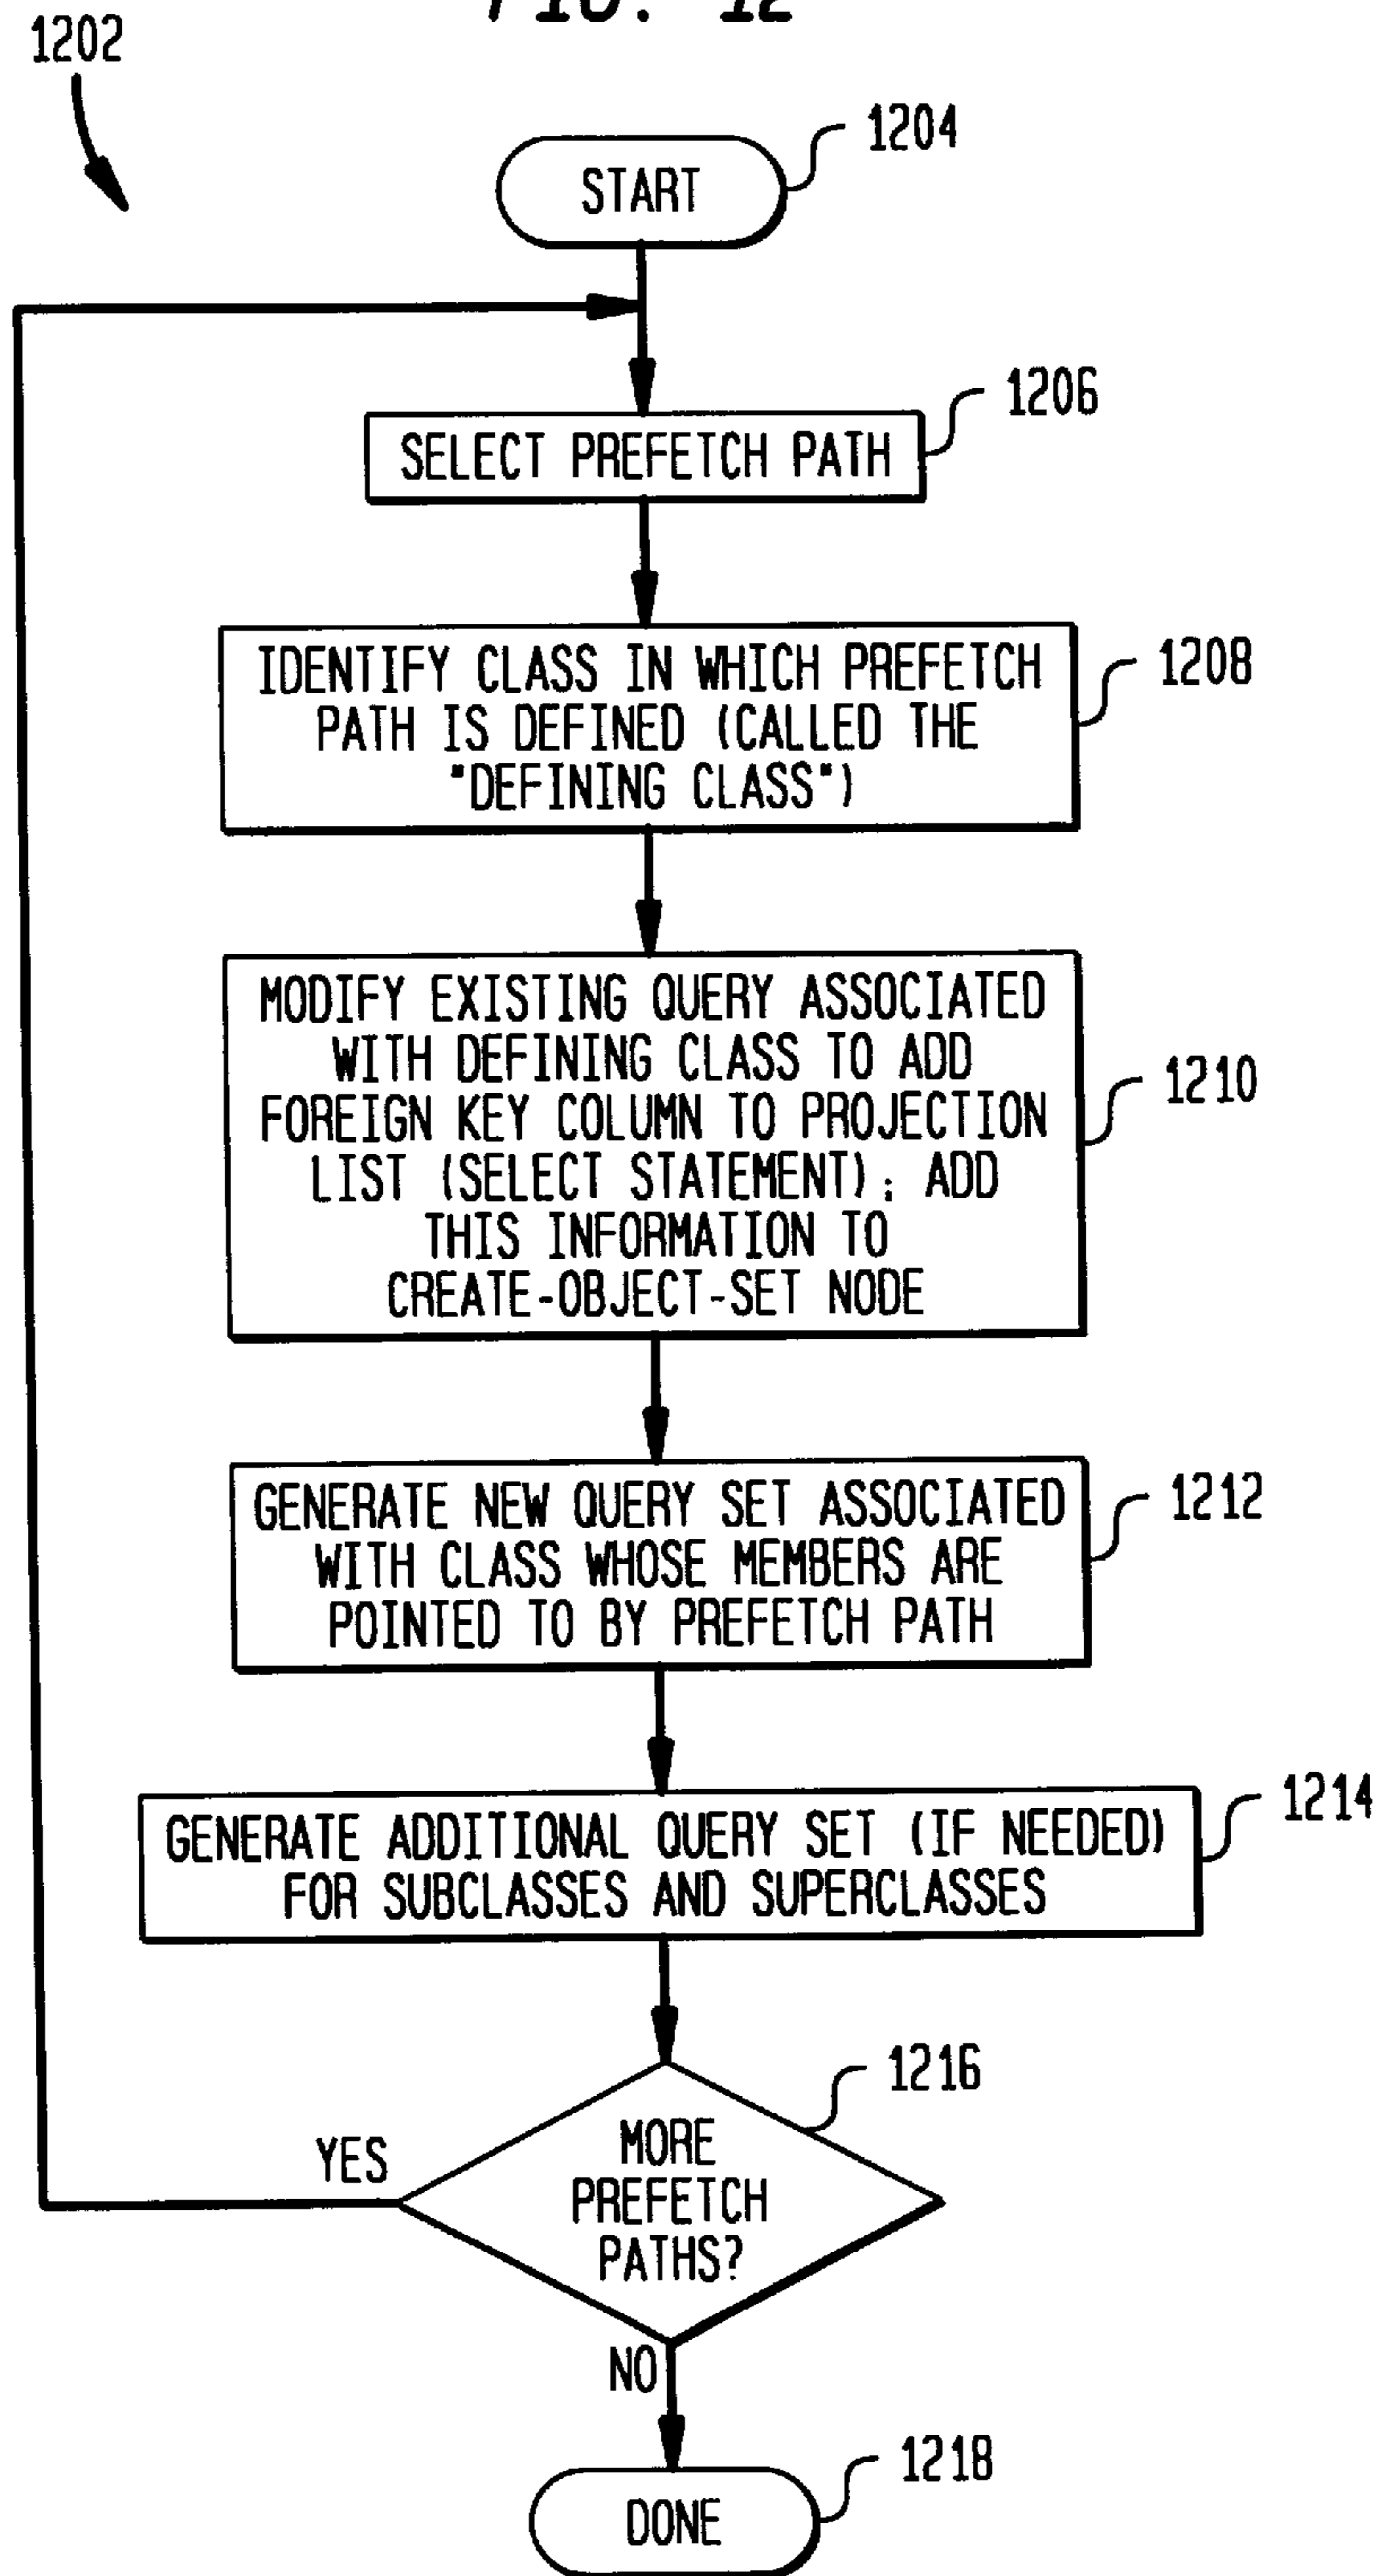 FIG. 12
1202
1204
START
1206
SELECT PREFETCH PATH
1208
IDENTIFY CLASS IN WHICH PREFETCH
PATH IS DEFINED (CALLED THE
"DEFINING CLASS")
1210
MODIFY EXISTING QUERY ASSOCIATED
WITH DEFINING CLASS TO ADD
FOREIGN KEY COLUMN TO PROJECTION
LIST (SELECT STATEMENT); ADD
THIS INFORMATION TO
CREATE-OBJECT-SET NODE
1212
GENERATE NEW QUERY SET ASSOCIATED
WITH CLASS WHOSE MEMBERS ARE
POINTED TO BY PREFETCH PATH
1214
GENERATE ADDITIONAL QUERY SET (IF NEEDED)
FOR SUBCLASSES AND SUPERCLASSES
1216
MORE
PREFETCH
PATHS?
YES
NO
1218
DONE